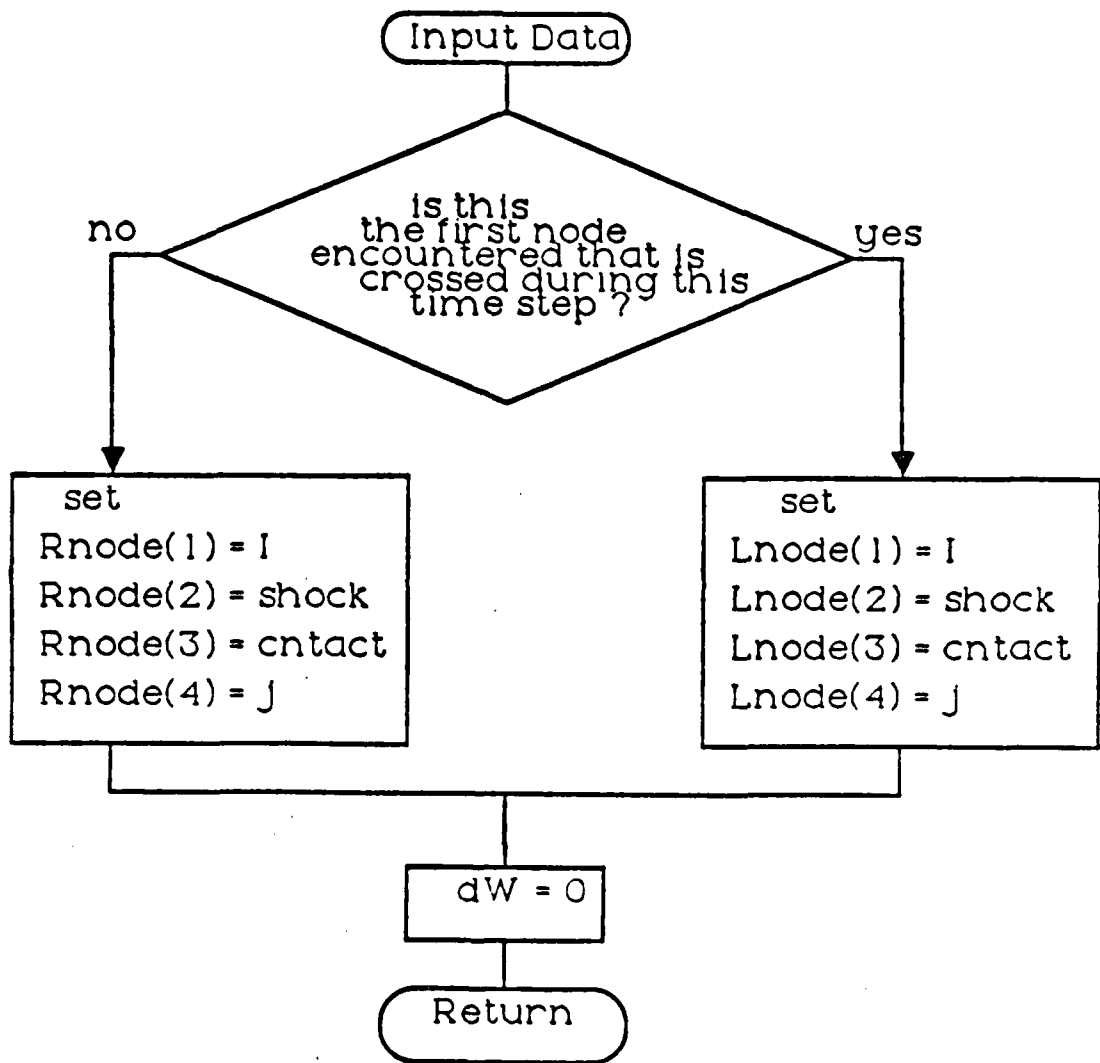 Input Data
is this
the first node
encountered that is
crossed during this
time step ?
no
yes
set
Rnode(1) = I
Rnode(2) = shock
Rnode(3) = cntact
Rnode(4) = j
set
Lnode(1) = I
Lnode(2) = shock
Lnode(3) = cntact
Lnode(4) = j
dW = 0
Return